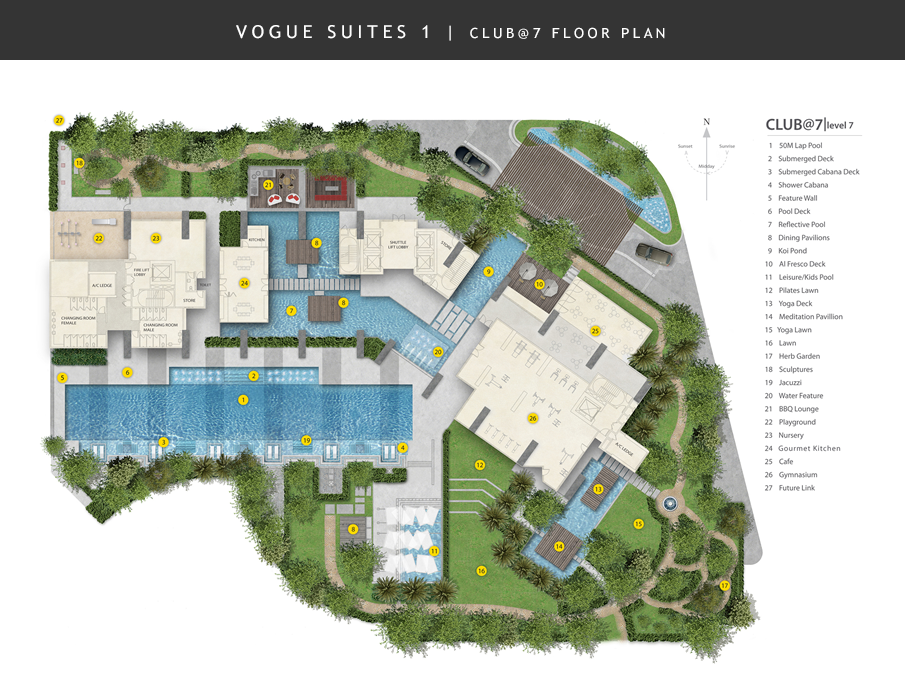 VOGUE SUITES 1 | CLUB@7 FLOOR PLAN
N
Sunset
Sunrise
Midday
CLUB@7|level 7
1 50M Lap Pool
2 Submerged Deck
3 Submerged Cabana Deck
4 Shower Cabana
5 Feature Wall
6 Pool Deck
7 Reflective Pool
8 Dining Pavilions
9 Koi Pond
10 Al Fresco Deck
11 Leisure/Kids Pool
12 Pilates Lawn
13 Yoga Deck
14 Meditation Pavillion
15 Yoga Lawn
16 Lawn
17 Herb Garden
18 Sculptures
19 Jacuzzi
20 Water Feature
21 BBQ Lounge
22 Playground
23 Nursery
24 Gourmet Kitchen
25 Cafe
26 Gymnasium
27 Future Link
27
18
21
22
23
KITCHEN
8
SHUTTLE
LIFT LOBBY
STORE
9
FIRE LIFT
LOBBY
A/C LEDGE
TOILET
24
10
STORE
8
7
CHANGING ROOM
FEMALE
CHANGING ROOM
MALE
25
20
5
6
2
1
26
3
19
4
A/C LEDGE
12
13
15
8
11
14
16
17